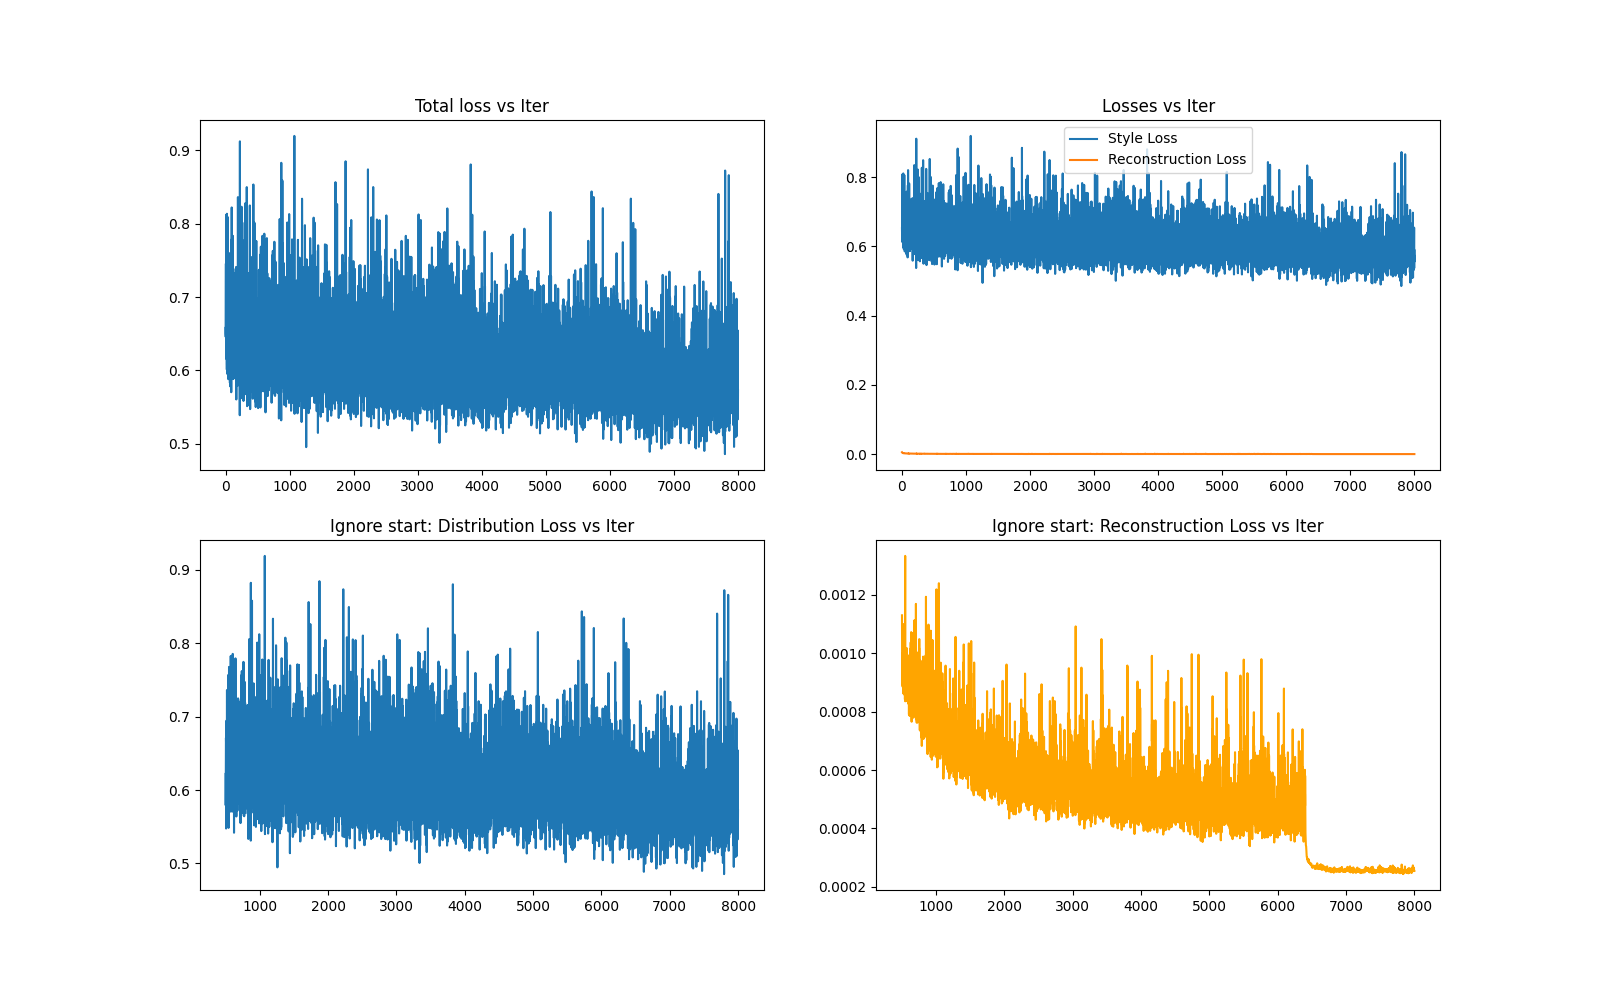 Total loss vs Iter
0.9
0.8
0.7
0.6
0.5
0 1000 2000 3000 4000 5000 6000 7000 8000
Losses vs Iter
Style Loss
Reconstruction Loss
0.8
0.6
0.4
0.2
0.0
0 1000 2000 3000 4000 5000 6000 7000 8000
Ignore start: Distribution Loss vs Iter
0.9
0.8
0.7
0.6
0.5
1000 2000 3000 4000 5000 6000 7000 8000
Ignore start: Reconstruction Loss vs Iter
0.0012
0.0010
0.0008
0.0006
0.0004
0.0002
1000 2000 3000 4000 5000 6000 7000 8000